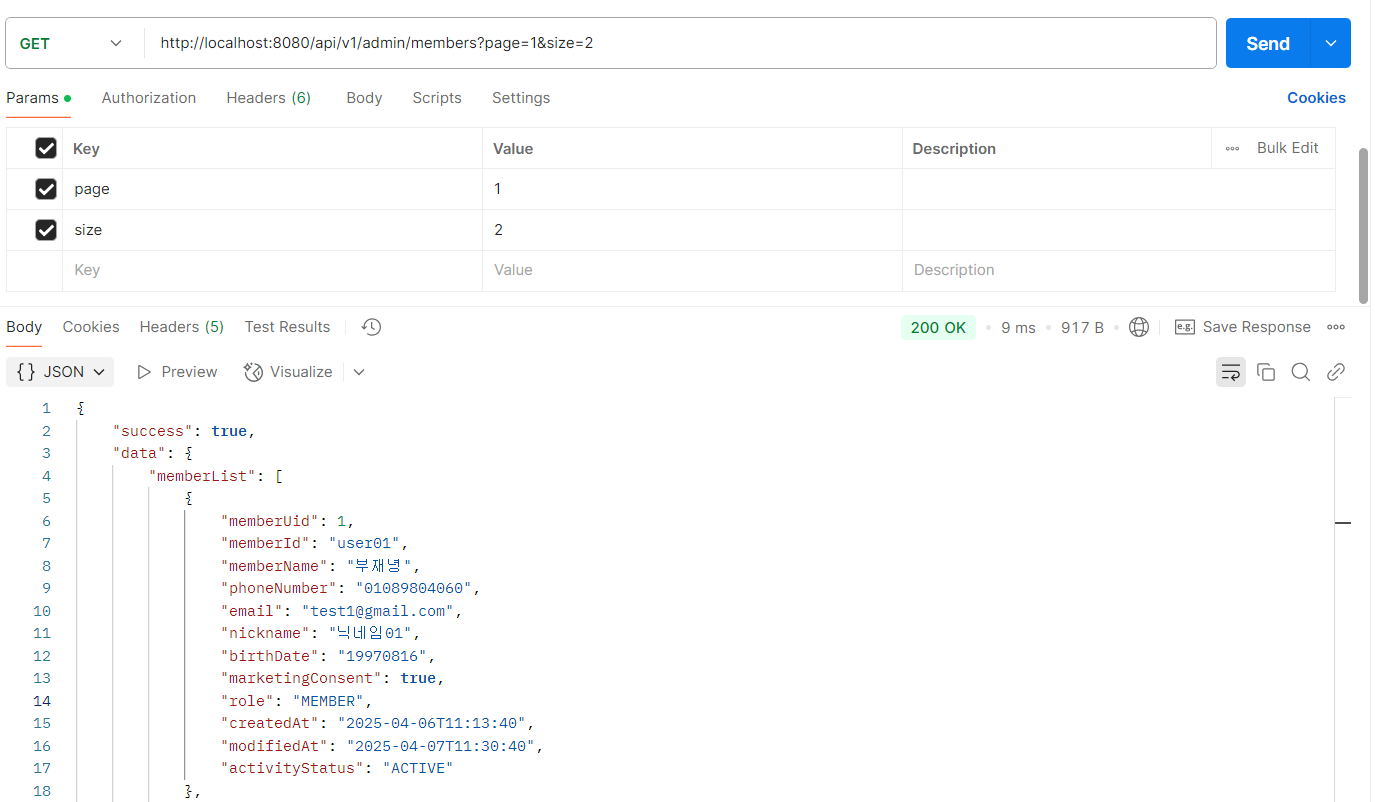 GET http://localhost:8080/api/v1/admin/members?page=1&size=2 Send
Params Authorization Headers (6) Body Scripts Settings Cookies
Key Value Description Bulk Edit
page 1
size 2
Key Value Description
Body Cookies Headers (5) Test Results 200 OK 9 ms 917 B e.g. Save Response
{} JSON Preview Visualize
1 {
2 "success": true,
3 "data": {
4 "memberList": [
5 {
6 "memberUid": 1,
7 "memberId": "user01",
8 "memberName": "부재녕",
9 "phoneNumber": "01089804060",
10 "email": "test1@gmail.com",
11 "nickname": "닉네임01",
12 "birthDate": "19970816",
13 "marketingConsent": true,
14 "role": "MEMBER",
15 "createdAt": "2025-04-06T11:13:40",
16 "modifiedAt": "2025-04-07T11:30:40",
17 "activityStatus": "ACTIVE"
18 },